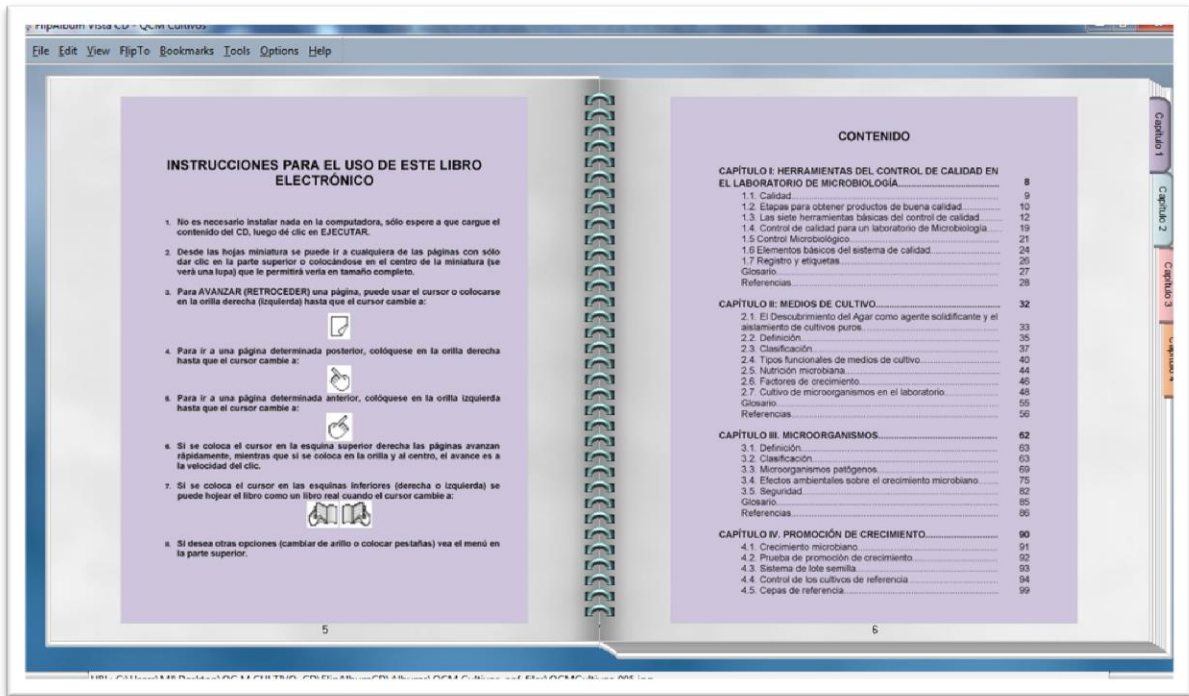 FlipAlbum Vista CD - QCM Cultivos
File Edit View FlipTo Bookmarks Tools Options Help
INSTRUCCIONES PARA EL USO DE ESTE LIBRO
ELECTRÓNICO
1. No es necesario instalar nada en la computadora, sólo espere a que cargue el
contenido del CD, luego dé clic en EJECUTAR.
2. Desde las hojas miniatura se puede ir a cualquiera de las páginas con sólo
dar clic en la parte superior o colocándose en el centro de la miniatura (se
verá una lupa) que le permitirá verla en tamaño completo.
3. Para AVANZAR (RETROCEDER) una página, puede usar el cursor o colocarse
en la orilla derecha (izquierda) hasta que el cursor cambie a:
4. Para ir a una página determinada posterior, colóquese en la orilla derecha
hasta que el cursor cambie a:
5. Para ir a una página determinada anterior, colóquese en la orilla izquierda
hasta que el cursor cambie a:
6. Si se coloca el cursor en la esquina superior derecha las páginas avanzan
rápidamente, mientras que si se coloca en la orilla y al centro, el avance es a
la velocidad del clic.
7. Si se coloca el cursor en las esquinas inferiores (derecha o izquierda) se
puede hojear el libro como un libro real cuando el cursor cambie a:
8. Si desea otras opciones (cambiar de arillo o colocar pestañas) vea el menú en
la parte superior.
5
CONTENIDO
CAPÍTULO I: HERRAMIENTAS DEL CONTROL DE CALIDAD EN
EL LABORATORIO DE MICROBIOLOGÍA 8
1.1. Calidad 9
1.2. Etapas para obtener productos de buena calidad 10
1.3. Las siete herramientas básicas del control de calidad 12
1.4. Control de calidad para un laboratorio de Microbiología 19
1.5 Control Microbiológico 21
1.6 Elementos básicos del sistema de calidad 24
1.7 Registro y etiquetas 26
Glosario 27
Referencias 28
CAPÍTULO II: MEDIOS DE CULTIVO 32
2.1. El Descubrimiento del Agar como agente solidificante y el
aislamiento de cultivos puros 33
2.2. Definición 35
2.3. Clasificación 37
2.4. Tipos funcionales de medios de cultivo 40
2.5. Nutrición microbiana 44
2.6. Factores de crecimiento 46
2.7. Cultivo de microorganismos en el laboratorio 48
Glosario 55
Referencias 56
CAPÍTULO III. MICROORGANISMOS 62
3.1. Definición 63
3.2. Clasificación 63
3.3. Microorganismos patógenos 69
3.4. Efectos ambientales sobre el crecimiento microbiano 75
3.5. Seguridad 82
Glosario 85
Referencias 86
CAPÍTULO IV. PROMOCIÓN DE CRECIMIENTO 90
4.1. Crecimiento microbiano 91
4.2. Prueba de promoción de crecimiento 92
4.3. Sistema de lote semilla 93
4.4. Control de los cultivos de referencia 94
4.5. Cepas de referencia 99
6
Capítulo 1
Capítulo 2
Capítulo 3
Capítulo 4